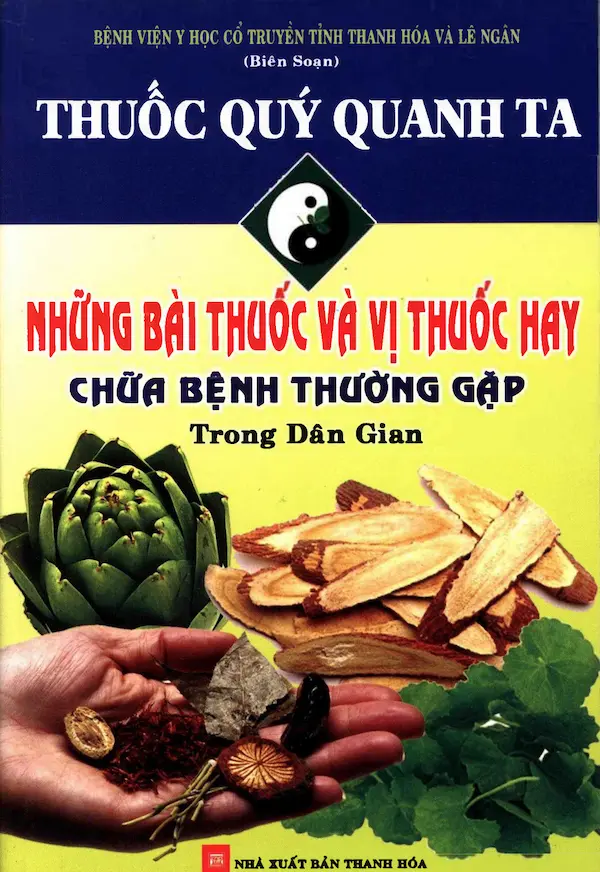 BỆNH VIỆN Y HỌC CỔ TRUYỀN TỈNH THANH HÓA VÀ LÊ NGÂN
(Biên Soạn)
THUỐC QUÝ QUANH TA
NHỮNG BÀI THUỐC VÀ VỊ THUỐC HAY
CHỮA BỆNH THƯỜNG GẶP
Trong Dân Gian
NHÀ XUẤT BẢN THANH HÓA